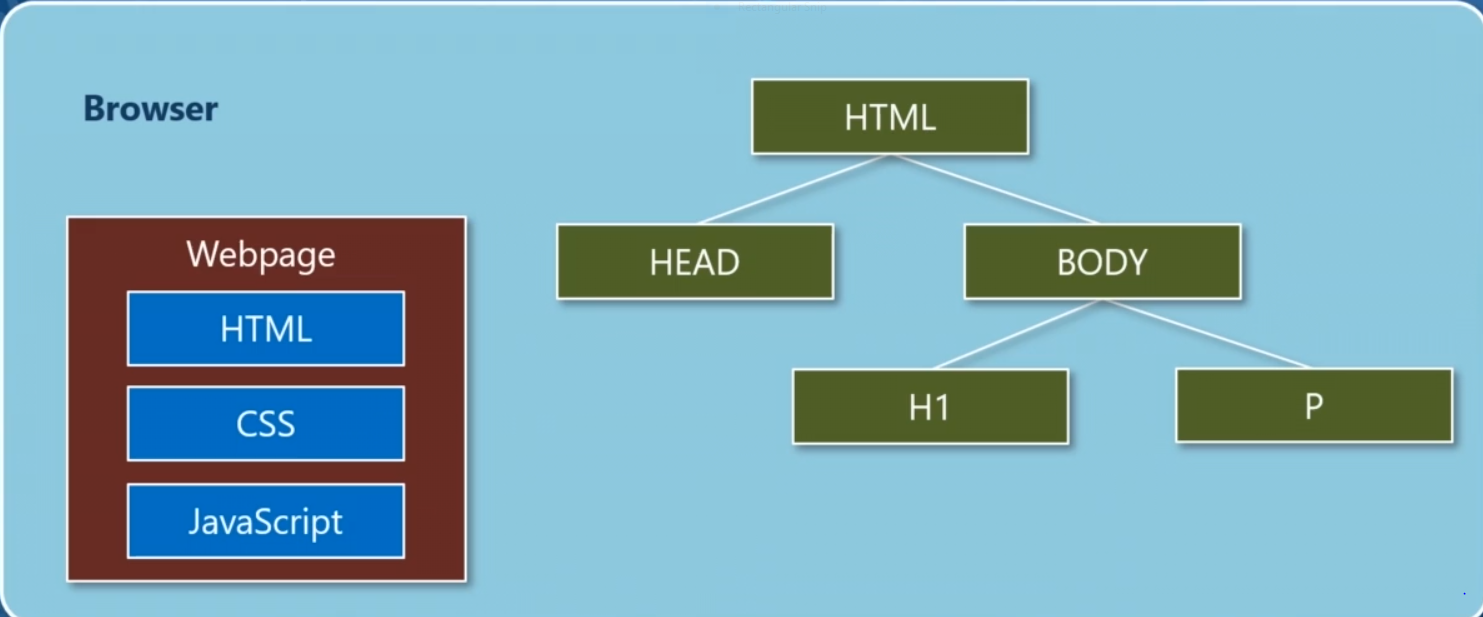 Browser
Webpage
HTML
CSS
JavaScript
HTML
HEAD
BODY
H1
P